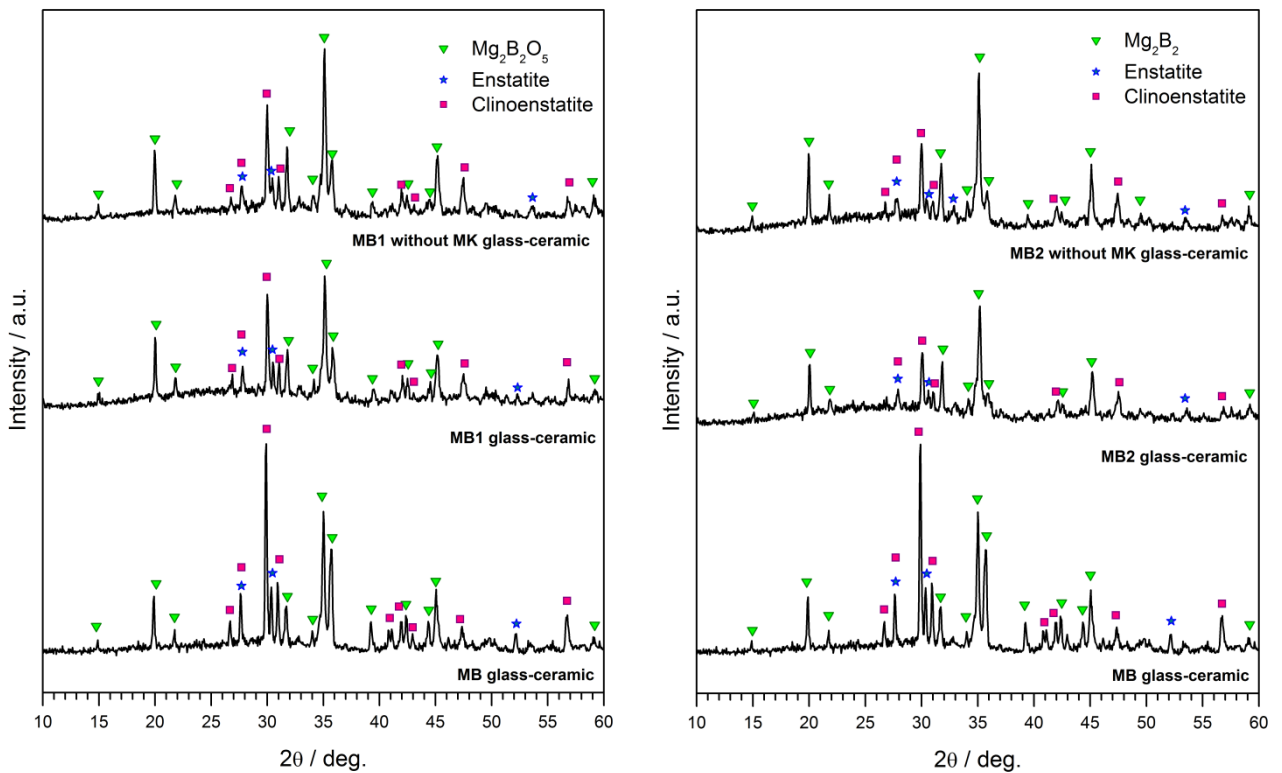 Mg₂B₂O₅
Enstatite
Clinoenstatite
MB1 without MK glass-ceramic
MB1 glass-ceramic
MB glass-ceramic
Intensity / a.u.
10 15 20 25 30 35 40 45 50 55 60
2θ / deg.
Mg₂B₂
Enstatite
Clinoenstatite
MB2 without MK glass-ceramic
MB2 glass-ceramic
MB glass-ceramic
Intensity / a.u.
10 15 20 25 30 35 40 45 50 55 60
2θ / deg.